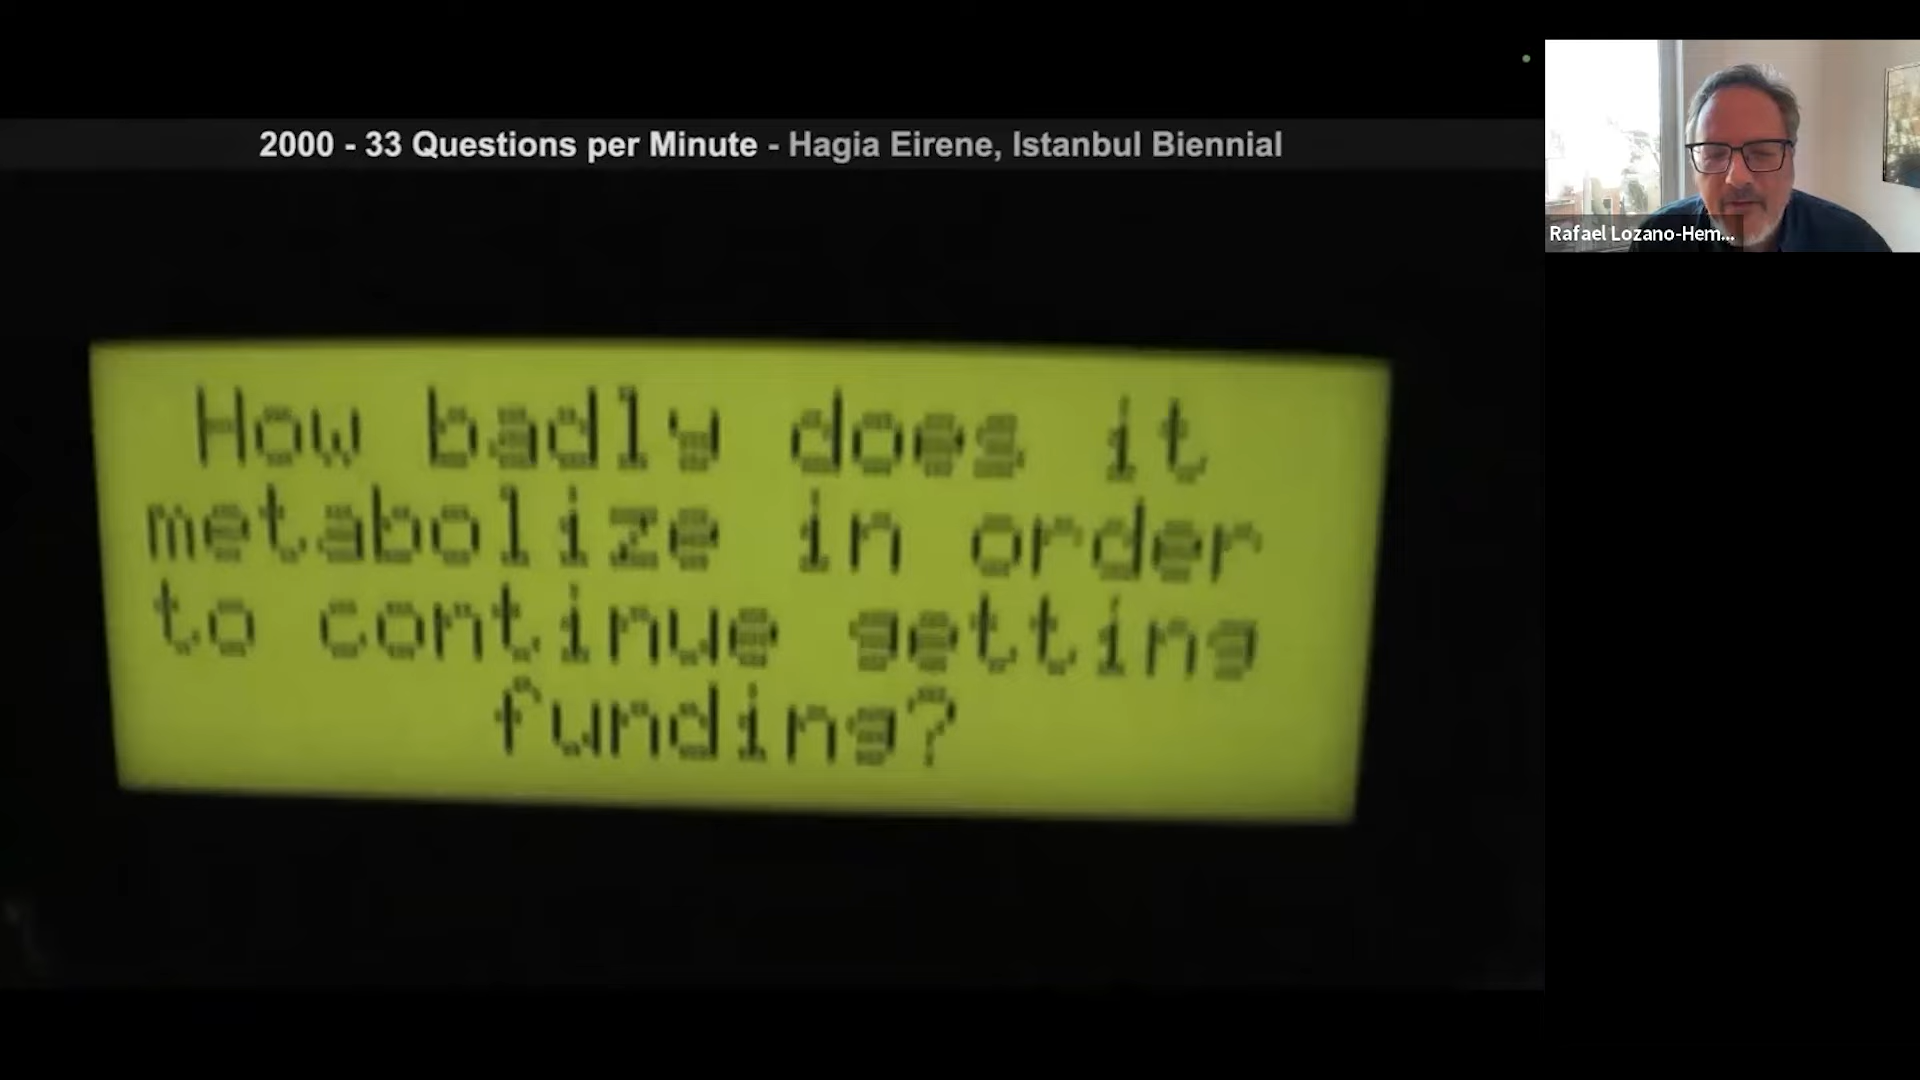 2000 - 33 Questions per Minute - Hagia Eirene, Istanbul Biennial
How badly does it
metabolize in order
to continue getting
funding?
Rafael Lozano-Hem...